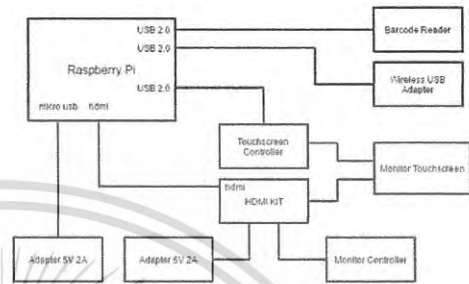 USB 2.0
Barcode Reader
USB 2.0
Raspberry Pi
Wireless USB
Adapter
USB 2.0
micro usb hdmi
Touchscreen
Controller
Monitor Touchscreen
hdmi
HDMI KIT
Adapter 5V 2A
Adapter 5V 2A
Monitor Controller